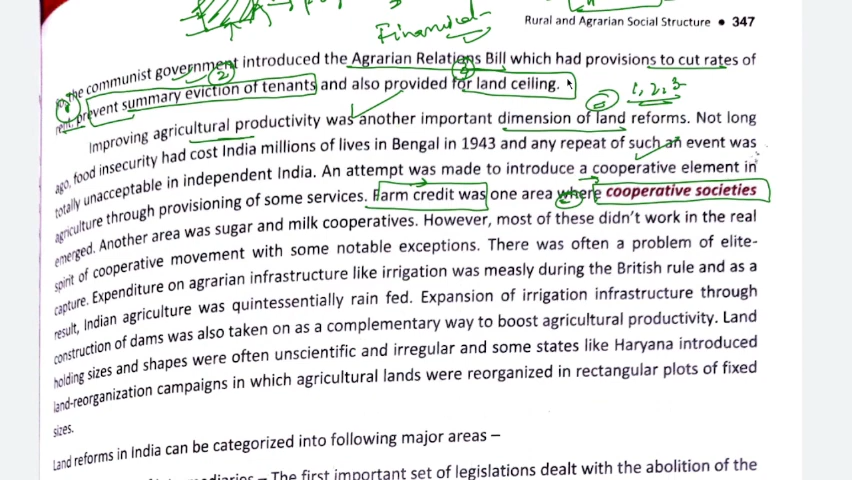 Financial
Rural and Agrarian Social Structure • 347
the communist government introduced the Agrarian Relations Bill which had provisions to cut rates of
rent, prevent summary eviction of tenants and also provided for land ceiling.
1, 2, 3
Improving agricultural productivity was another important dimension of land reforms. Not long
ago, food insecurity had cost India millions of lives in Bengal in 1943 and any repeat of such an event was
totally unacceptable in independent India. An attempt was made to introduce a cooperative element in
agriculture through provisioning of some services. Farm credit was one area where cooperative societies
emerged. Another area was sugar and milk cooperatives. However, most of these didn't work in the real
spirit of cooperative movement with some notable exceptions. There was often a problem of elite-
capture. Expenditure on agrarian infrastructure like irrigation was measly during the British rule and as a
result, Indian agriculture was quintessentially rain fed. Expansion of irrigation infrastructure through
construction of dams was also taken on as a complementary way to boost agricultural productivity. Land
holding sizes and shapes were often unscientific and irregular and some states like Haryana introduced
land-reorganization campaigns in which agricultural lands were reorganized in rectangular plots of fixed
sizes.
Land reforms in India can be categorized into following major areas –
– The first important set of legislations dealt with the abolition of the